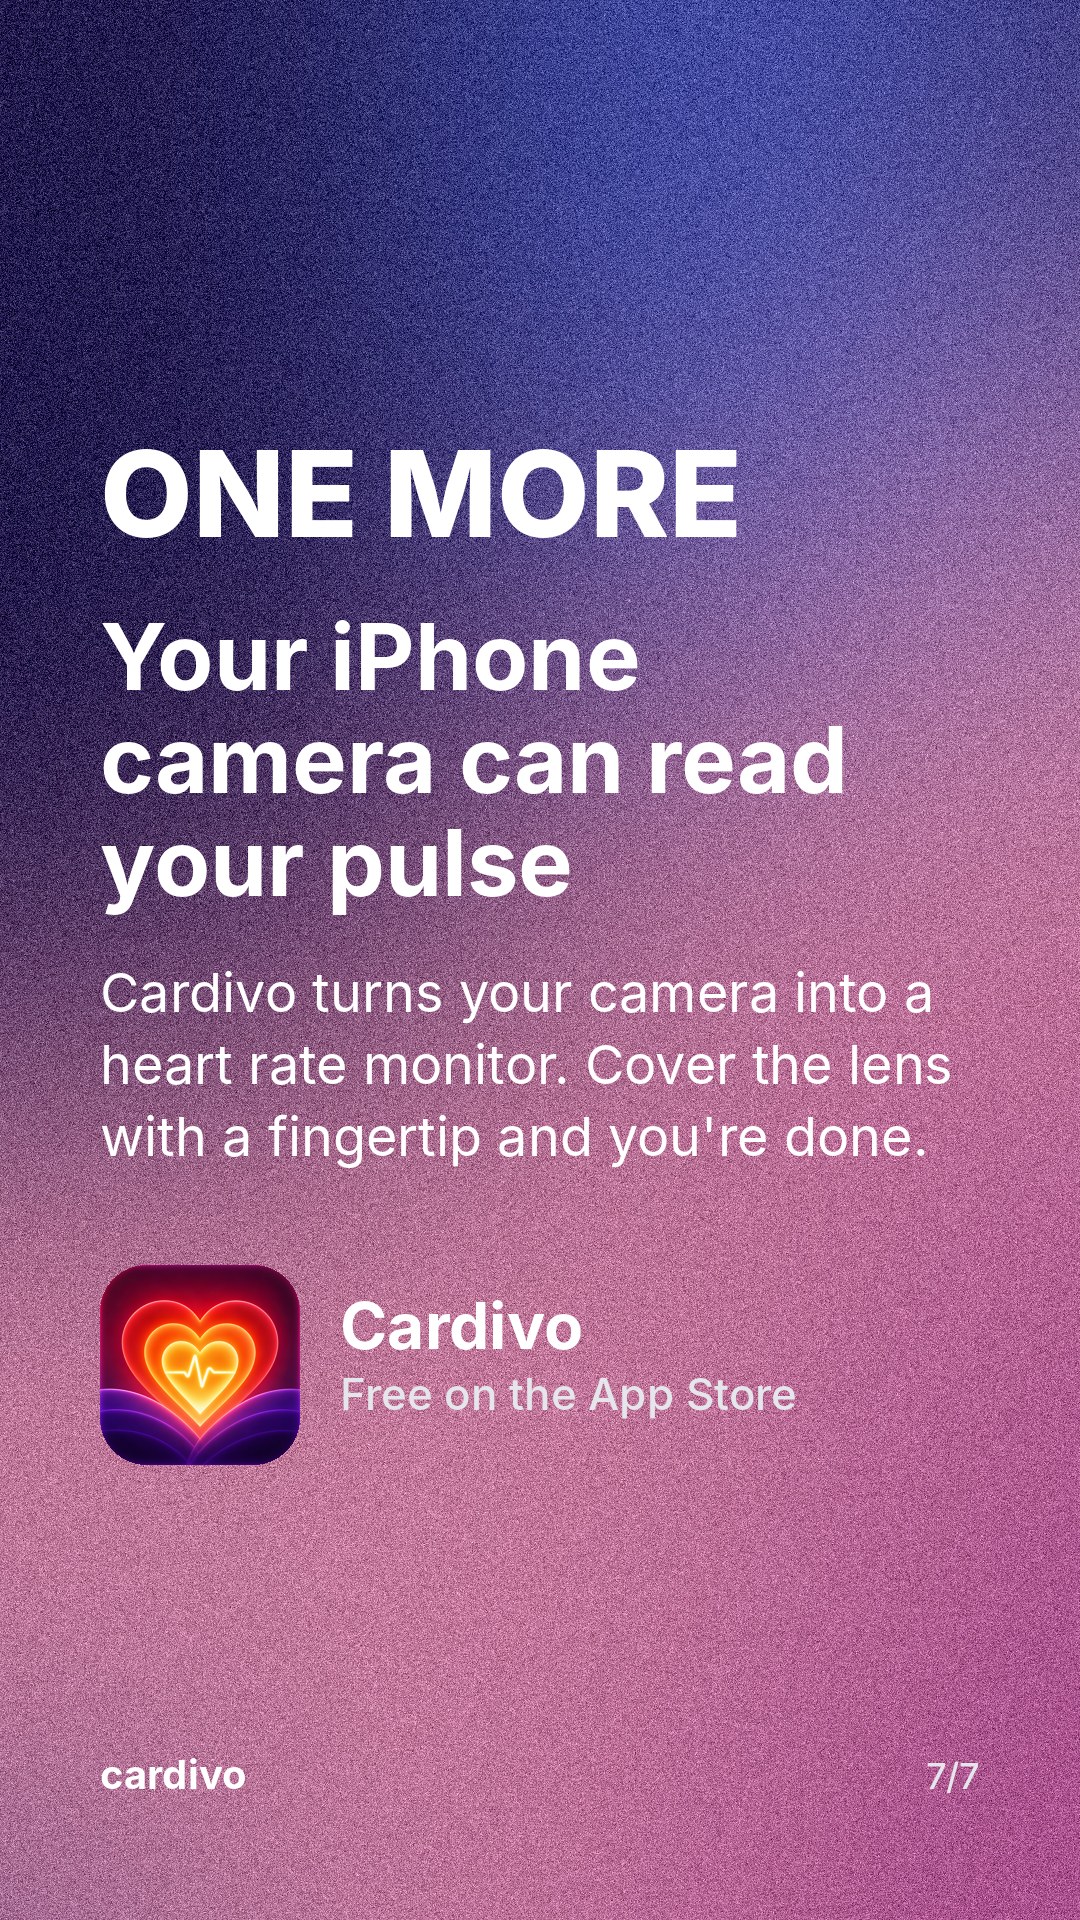 ONE MORE
Your iPhone
camera can read
your pulse
Cardivo turns your camera into a
heart rate monitor. Cover the lens
with a fingertip and you're done.
Cardivo
Free on the App Store
cardivo
7/7